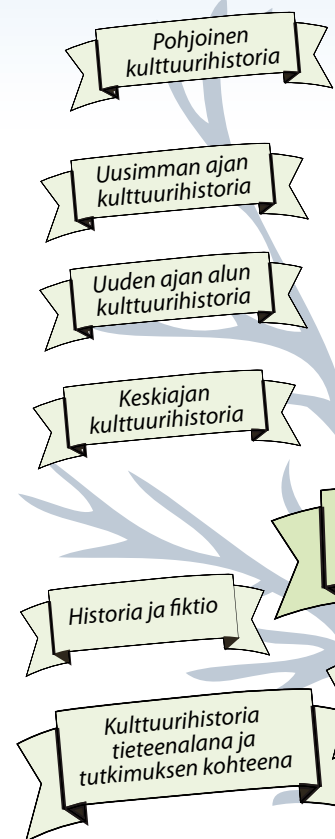 Pohjoinen
kulttuurihistoria
Uusimman ajan
kulttuurihistoria
Uuden ajan alun
kulttuurihistoria
Keskiajan
kulttuurihistoria
Historia ja fiktio
Kulttuurihistoria
tieteenalana ja
tutkimuksen kohteena